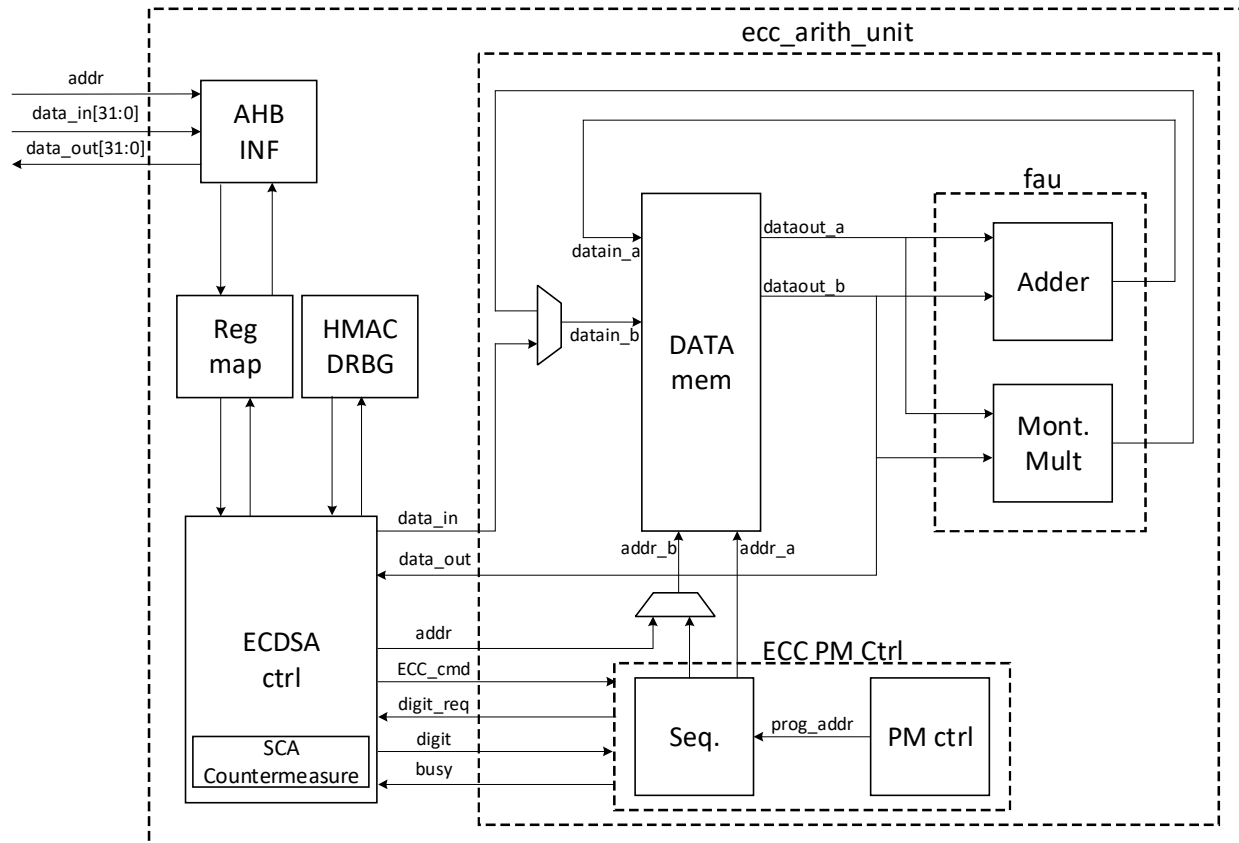 ecc_arith_unit
addr
data_in[31:0]
data_out[31:0]
AHB
INF
fau
datain_a
dataout_a
dataout_b
Adder
Reg
map
HMAC
DRBG
datain_b
DATA
mem
Mont.
Mult
data_in
data_out
addr_b
addr_a
ECDSA
ctrl
addr
ECC_cmd
digit_req
digit
busy
SCA
Countermeasure
ECC PM Ctrl
Seq.
prog_addr
PM ctrl